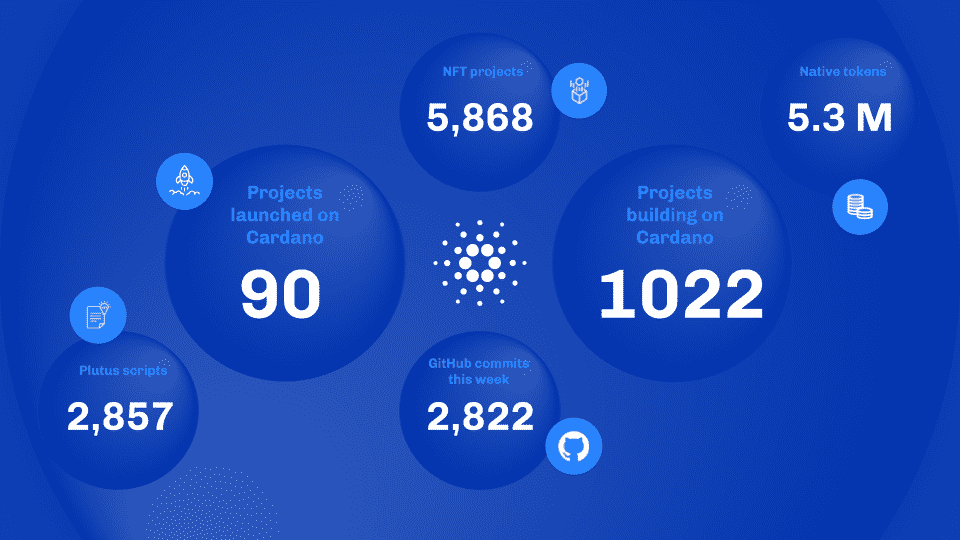 NFT projects
5,868
Native tokens
5.3 M
Projects
launched on
Cardano
90
Projects
building on
Cardano
1022
Plutus scripts
2,857
GitHub commits
this week
2,822